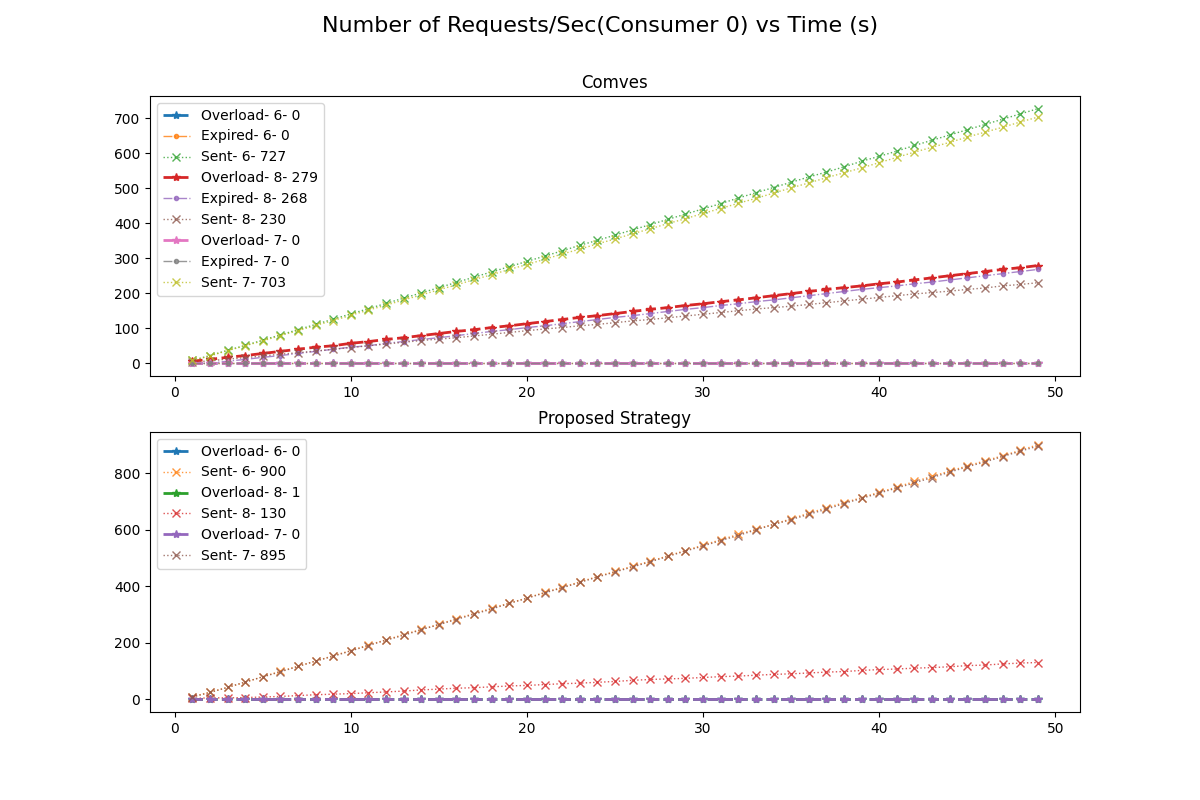 Number of Requests/Sec(Consumer 0) vs Time (s)
Comves
700
600
500
400
300
200
100
0
Overload- 6- 0
Expired- 6- 0
Sent- 6- 727
Overload- 8- 279
Expired- 8- 268
Sent- 8- 230
Overload- 7- 0
Expired- 7- 0
Sent- 7- 703
0 10 20 30 40 50
Proposed Strategy
800
600
400
200
0
Overload- 6- 0
Sent- 6- 900
Overload- 8- 1
Sent- 8- 130
Overload- 7- 0
Sent- 7- 895
0 10 20 30 40 50